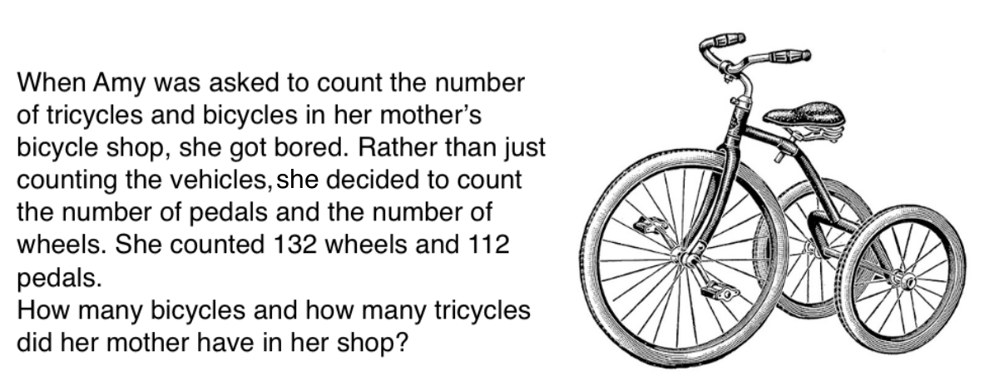 When Amy was asked to count the number
of tricycles and bicycles in her mother’s
bicycle shop, she got bored. Rather than just
counting the vehicles, she decided to count
the number of pedals and the number of
wheels. She counted 132 wheels and 112
pedals.
How many bicycles and how many tricycles
did her mother have in her shop?